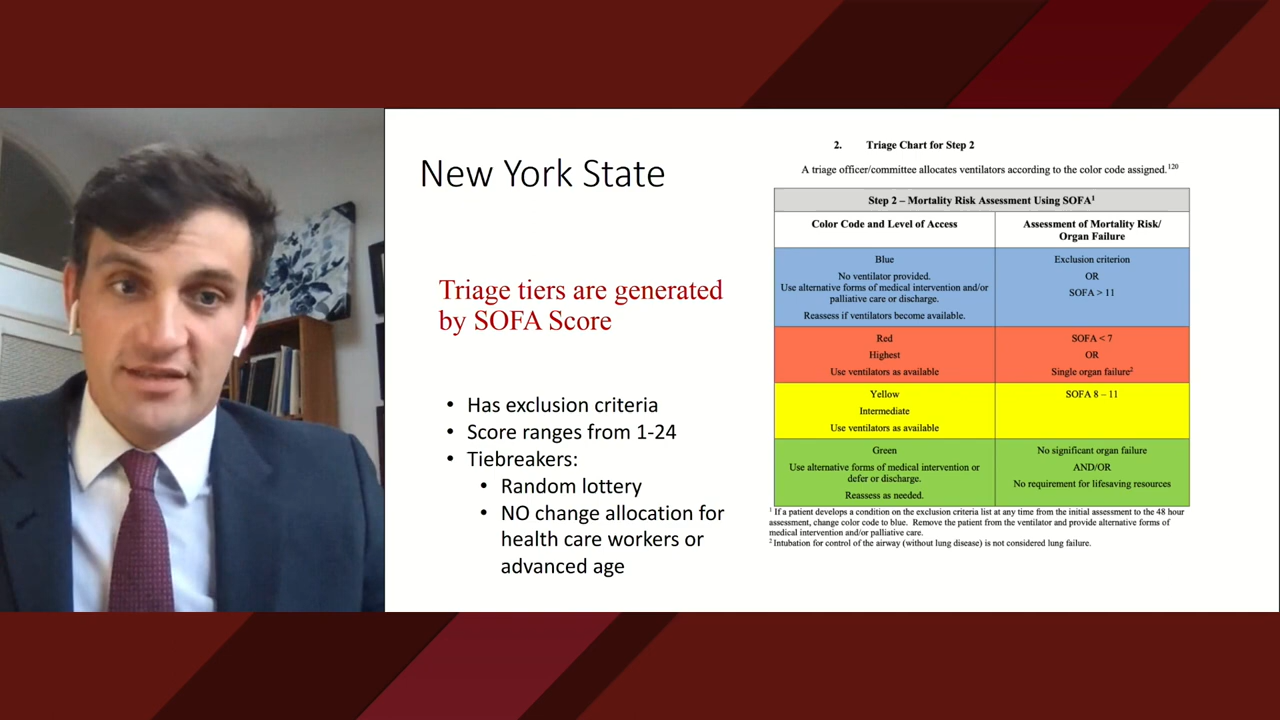 New York State
Triage tiers are generated
by SOFA Score
• Has exclusion criteria
• Score ranges from 1-24
• Tiebreakers:
• Random lottery
• NO change allocation for
health care workers or
advanced age
2. Triage Chart for Step 2
A triage officer/committee allocates ventilators according to the color code assigned.120
Step 2 – Mortality Risk Assessment Using SOFA1
Color Code and Level of Access
Assessment of Mortality Risk/
Organ Failure
Blue
No ventilator provided.
Use alternative forms of medical intervention and/or
palliative care or discharge.
Reassess if ventilators become available.
Exclusion criterion
OR
SOFA > 11
Red
Highest
Use ventilators as available
SOFA < 7
OR
Single organ failure2
Yellow
Intermediate
Use ventilators as available
SOFA 8 – 11
Green
Use alternative forms of medical intervention or
defer or discharge.
Reassess as needed.
No significant organ failure
AND/OR
No requirement for lifesaving resources
1 If a patient develops a condition on the exclusion criteria list at any time from the initial assessment to the 48 hour
assessment, change color code to blue. Remove the patient from the ventilator and provide alternative forms of
medical intervention and/or palliative care.
2 Intubation for control of the airway (without lung disease) is not considered lung failure.